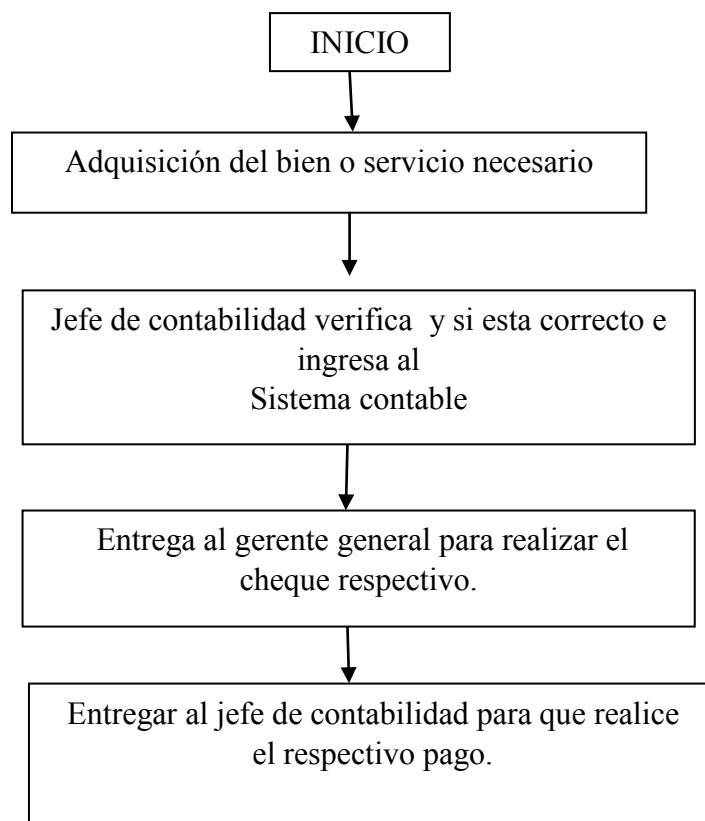 INICIO
Adquisición del bien o servicio necesario
Jefe de contabilidad verifica y si esta correcto e
ingresa al
Sistema contable
Entrega al gerente general para realizar el
cheque respectivo.
Entregar al jefe de contabilidad para que realice
el respectivo pago.